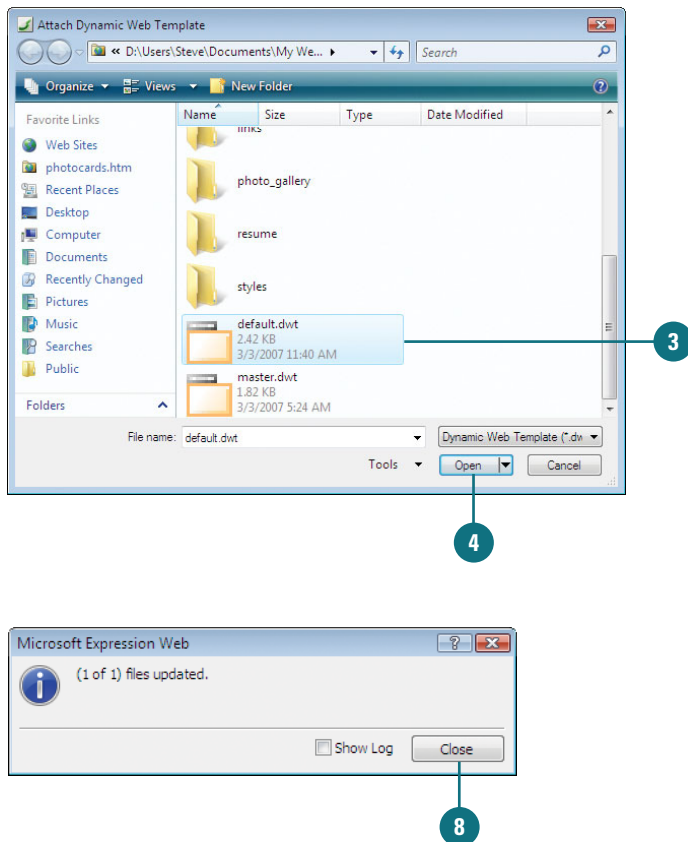 Attach Dynamic Web Template
« D:\Users\Steve\Documents\My We...
Search
Organize
Views
New Folder
Favorite Links
Web Sites
photocards.htm
Recent Places
Desktop
Computer
Documents
Recently Changed
Pictures
Music
Searches
Public
Folders
Name Size Type Date Modified
links
photo_gallery
resume
styles
default.dwt
2.42 KB
3/3/2007 11:40 AM
master.dwt
1.82 KB
3/3/2007 5:24 AM
3
File name: default.dwt
Dynamic Web Template (*.dw
Tools
Open
Cancel
4
Microsoft Expression Web
(1 of 1) files updated.
Show Log
Close
8